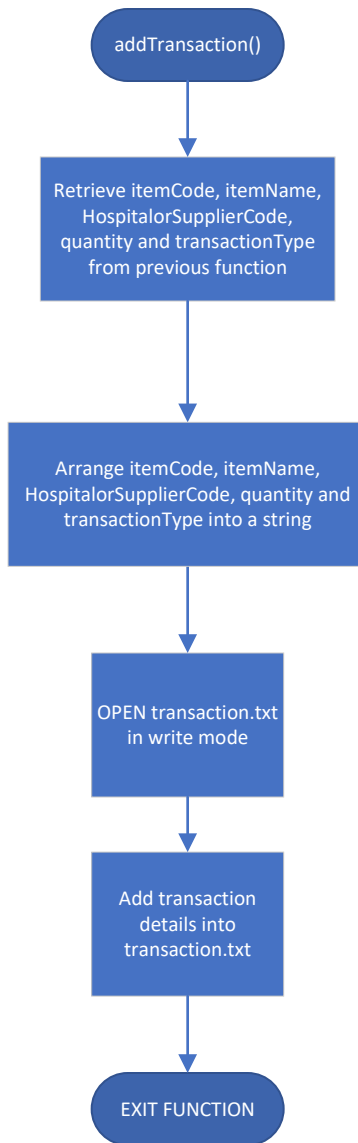 addTransaction()
Retrieve itemCode, itemName,
HospitalorSupplierCode,
quantity and transactionType
from previous function
Arrange itemCode, itemName,
HospitalorSupplierCode, quantity and
transactionType into a string
OPEN transaction.txt
in write mode
Add transaction
details into
transaction.txt
EXIT FUNCTION